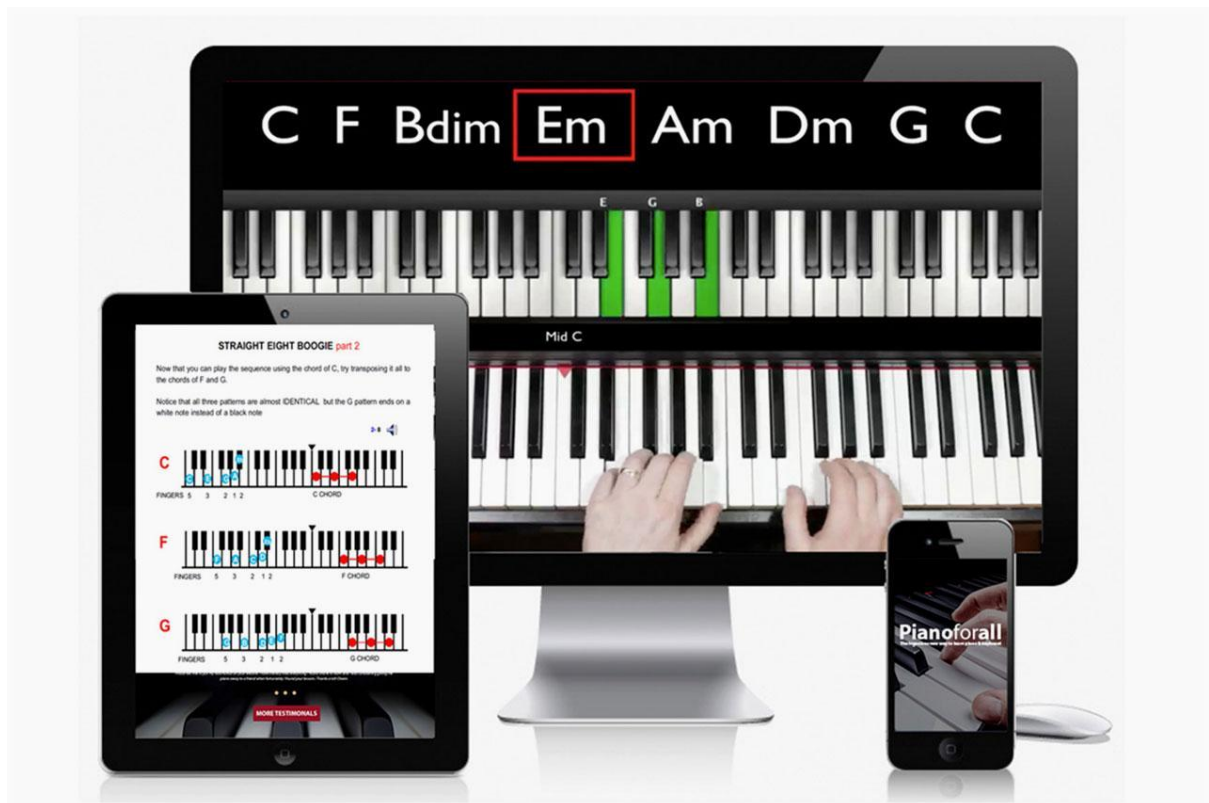 C F Bdim Em Am Dm G C
E G B
Mid C
STRAIGHT EIGHT BOOGIE part 2
Now that you can play the sequence using the chord of C, try transposing it all to
the chords of F and G.
Notice that all three patterns are almost IDENTICAL but the G pattern ends on a
white note instead of a black note
C
FINGERS 5 3 2 1 2 C CHORD
F
FINGERS 5 3 2 1 2 F CHORD
G
FINGERS 5 3 2 1 2 G CHORD
MORE TESTIMONALS
Pianoforall